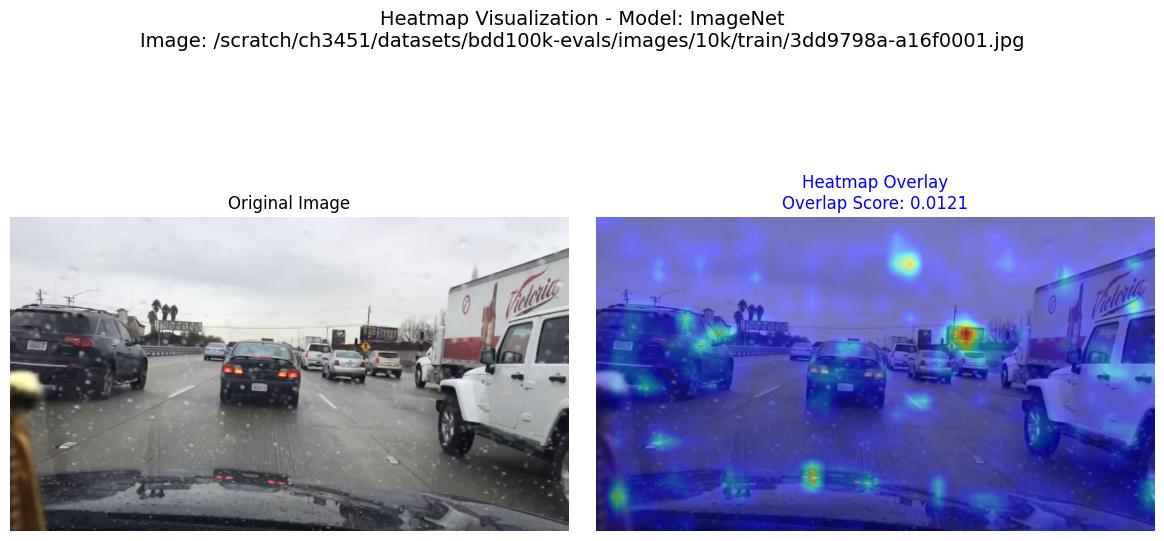 Heatmap Visualization - Model: ImageNet
Image: /scratch/ch3451/datasets/bdd100k-evals/images/10k/train/3dd9798a-a16f0001.jpg
Original Image
Heatmap Overlay
Overlap Score: 0.0121
Victoria
Victoria